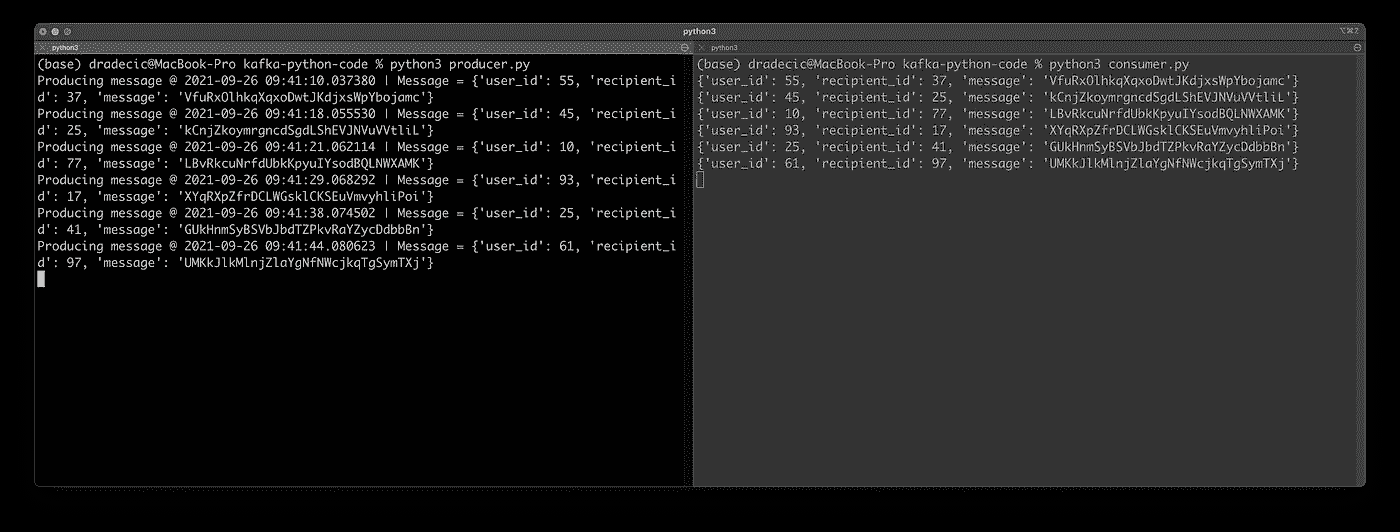 python3
⌥⌘2
python3
python3
(base) dradecic@MacBook-Pro kafka-python-code % python3 producer.py
Producing message @ 2021-09-26 09:41:10.037380 | Message = {'user_id': 55, 'recipient_i
d': 37, 'message': 'VfuRxOlhkqXqxoDwtJKdjxsWpYbojamc'}
Producing message @ 2021-09-26 09:41:18.055530 | Message = {'user_id': 45, 'recipient_i
d': 25, 'message': 'kCnjZkoymrgncdSgdLShEVJNVuVVtliL'}
Producing message @ 2021-09-26 09:41:21.062114 | Message = {'user_id': 10, 'recipient_i
d': 77, 'message': 'LBvRkcuNrfdUbkKpyuIYsodBQLNWXAMK'}
Producing message @ 2021-09-26 09:41:29.068292 | Message = {'user_id': 93, 'recipient_i
d': 17, 'message': 'XYqRXpZfrDCLWGsklCKSEuVmvyhliPoi'}
Producing message @ 2021-09-26 09:41:38.074502 | Message = {'user_id': 25, 'recipient_i
d': 41, 'message': 'GUkHnmSyBSVbJbdTZPkvRaYZycDdbbBn'}
Producing message @ 2021-09-26 09:41:44.080623 | Message = {'user_id': 61, 'recipient_i
d': 97, 'message': 'UMKkJlkMlnjZlaYgNfNWcjkqTgSymTXj'}
(base) dradecic@MacBook-Pro kafka-python-code % python3 consumer.py
{'user_id': 55, 'recipient_id': 37, 'message': 'VfuRxOlhkqXqxoDwtJKdjxsWpYbojamc'}
{'user_id': 45, 'recipient_id': 25, 'message': 'kCnjZkoymrgncdSgdLShEVJNVuVVtliL'}
{'user_id': 10, 'recipient_id': 77, 'message': 'LBvRkcuNrfdUbkKpyuIYsodBQLNWXAMK'}
{'user_id': 93, 'recipient_id': 17, 'message': 'XYqRXpZfrDCLWGsklCKSEuVmvyhliPoi'}
{'user_id': 25, 'recipient_id': 41, 'message': 'GUkHnmSyBSVbJbdTZPkvRaYZycDdbbBn'}
{'user_id': 61, 'recipient_id': 97, 'message': 'UMKkJlkMlnjZlaYgNfNWcjkqTgSymTXj'}